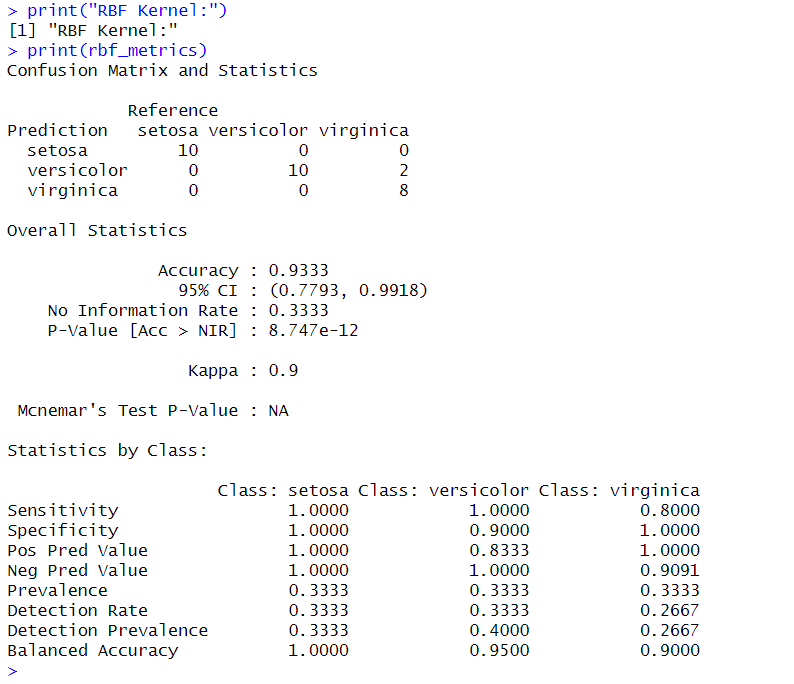 > print("RBF Kernel:")
[1] "RBF Kernel:"
> print(rbf_metrics)
Confusion Matrix and Statistics

            Reference
Prediction   setosa versicolor virginica
  setosa         10          0         0
  versicolor      0         10         2
  virginica       0          0         8

Overall Statistics

               Accuracy : 0.9333
                 95% CI : (0.7793, 0.9918)
    No Information Rate : 0.3333
    P-Value [Acc > NIR] : 8.747e-12

                  Kappa : 0.9

 Mcnemar's Test P-Value : NA

Statistics by Class:

                     Class: setosa Class: versicolor Class: virginica
Sensitivity                 1.0000            1.0000           0.8000
Specificity                 1.0000            0.9000           1.0000
Pos Pred Value              1.0000            0.8333           1.0000
Neg Pred Value              1.0000            1.0000           0.9091
Prevalence                  0.3333            0.3333           0.3333
Detection Rate              0.3333            0.3333           0.2667
Detection Prevalence        0.3333            0.4000           0.2667
Balanced Accuracy           1.0000            0.9500           0.9000
>